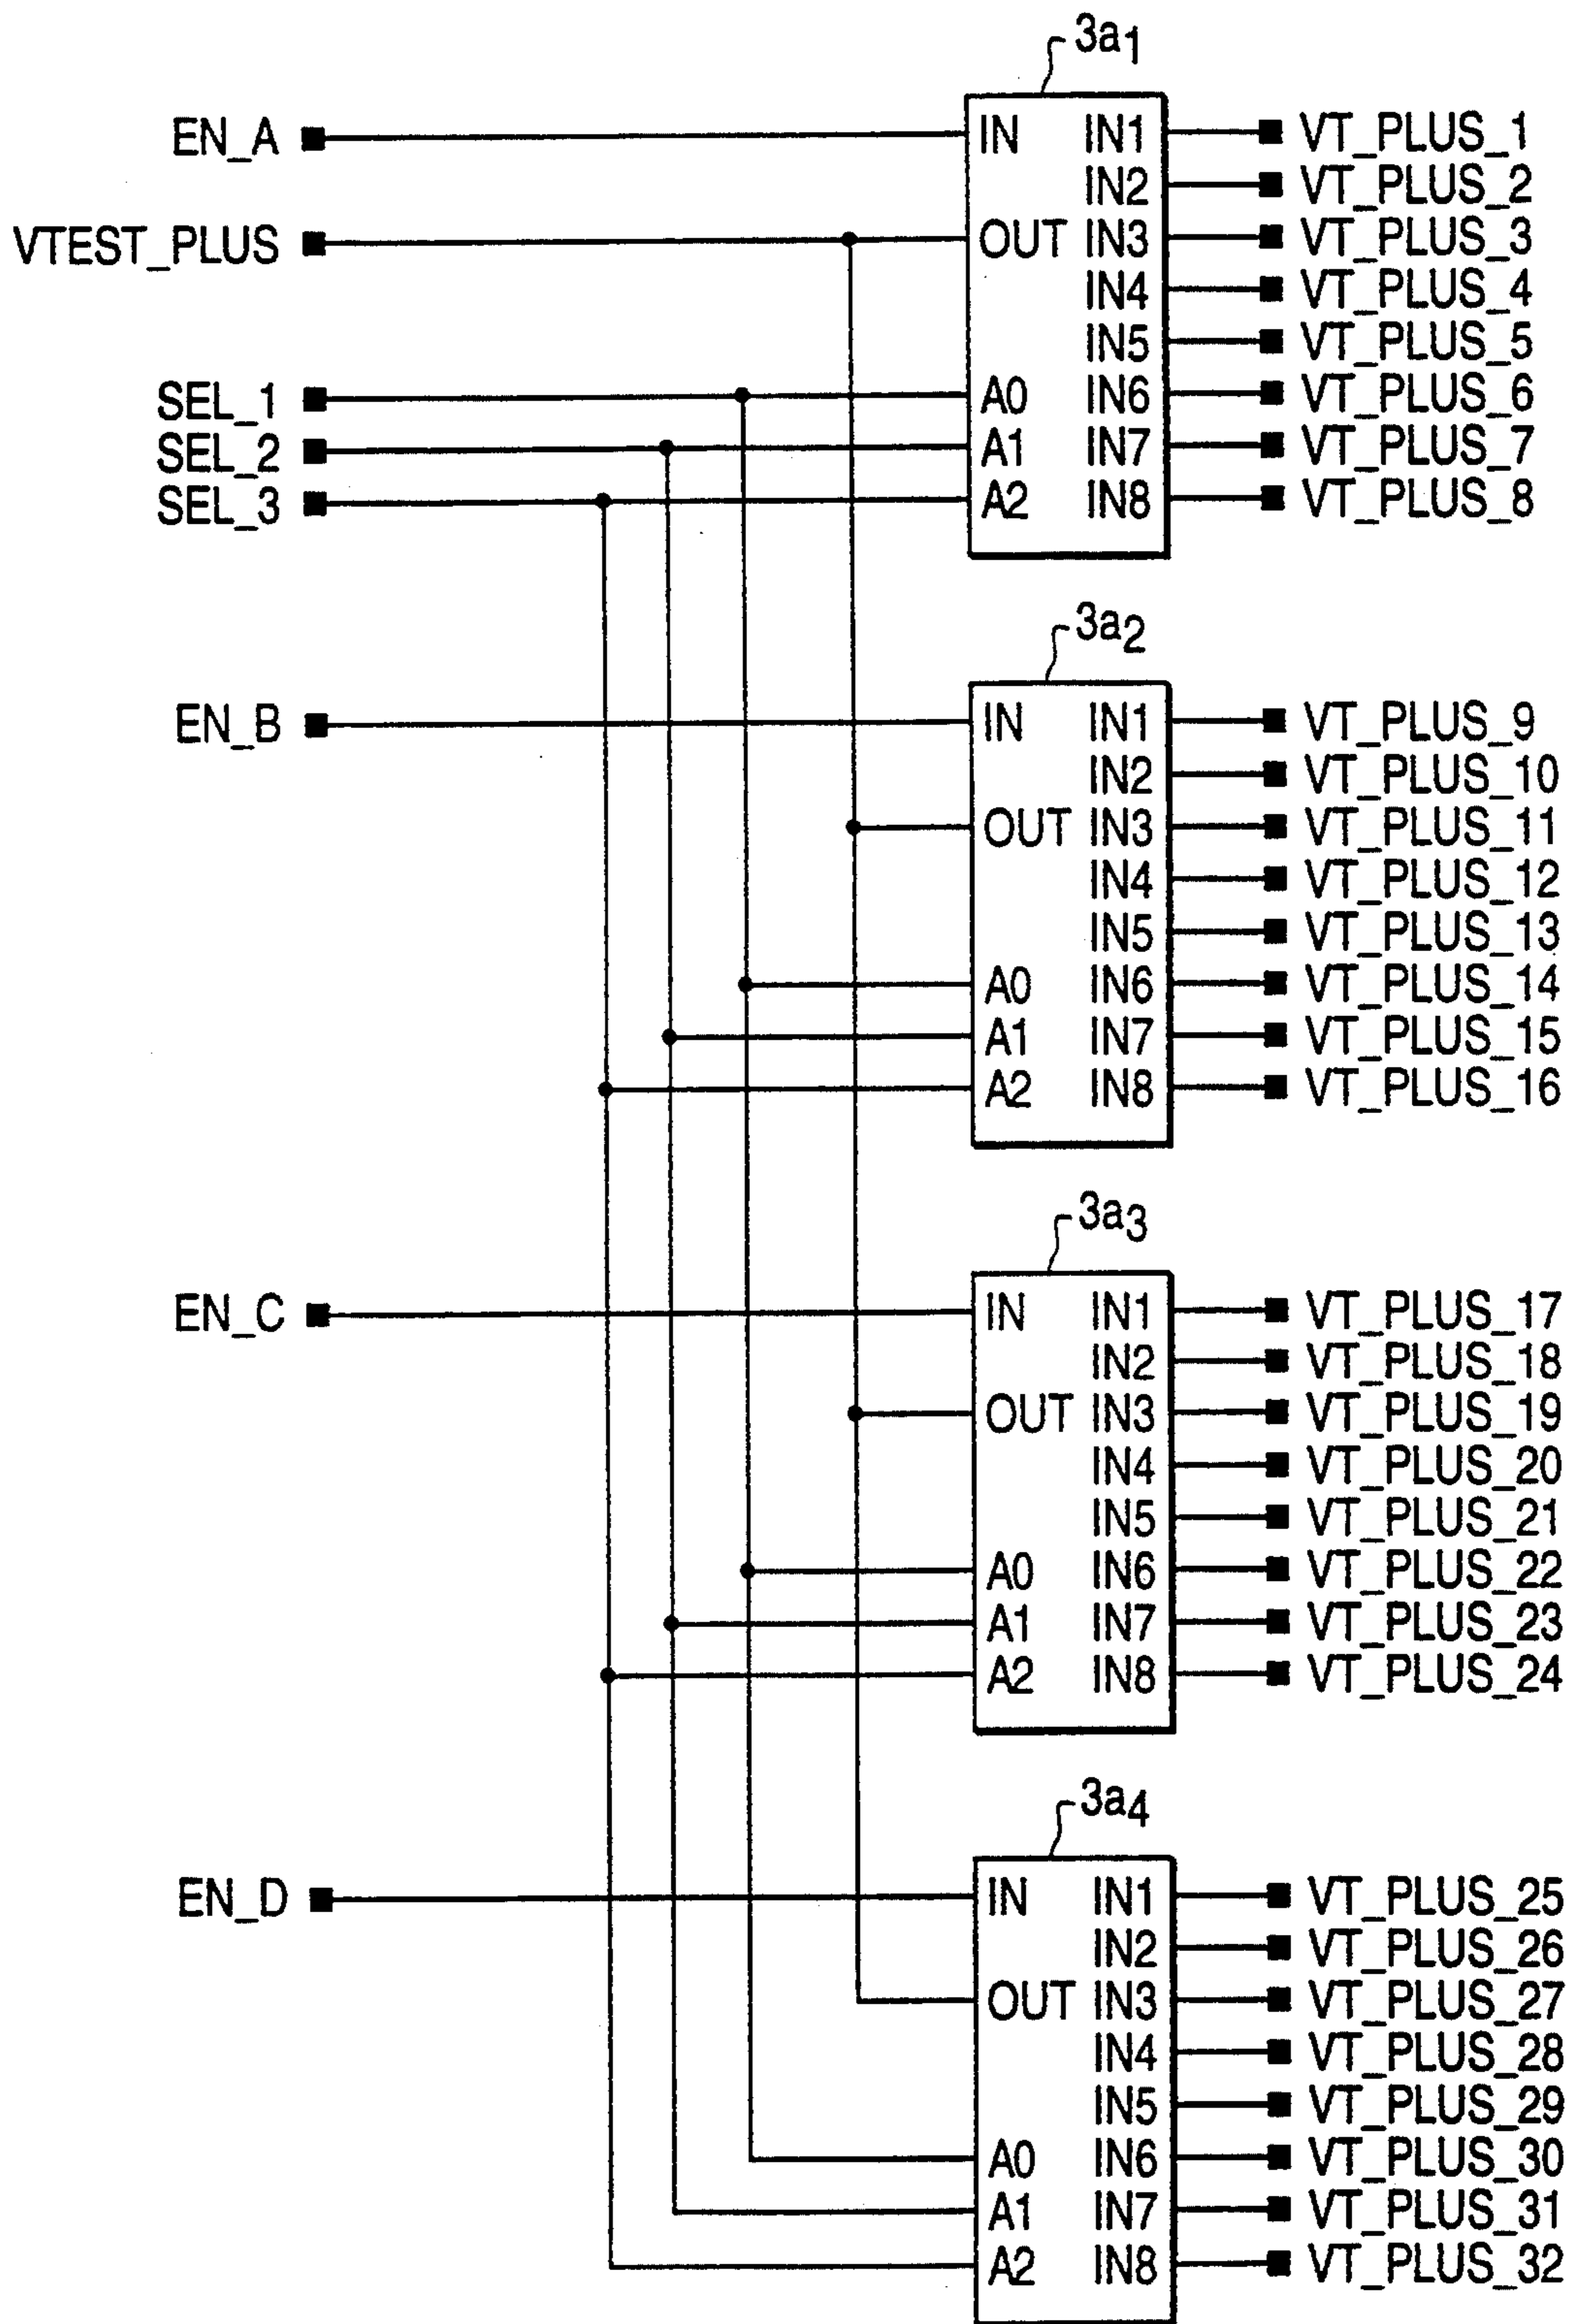 3a1
EN_A IN IN1 VT_PLUS_1
IN2 VT_PLUS_2
VTEST_PLUS OUT IN3 VT_PLUS_3
IN4 VT_PLUS_4
IN5 VT_PLUS_5
SEL_1 A0 IN6 VT_PLUS_6
SEL_2 A1 IN7 VT_PLUS_7
SEL_3 A2 IN8 VT_PLUS_8
3a2
EN_B IN IN1 VT_PLUS_9
IN2 VT_PLUS_10
OUT IN3 VT_PLUS_11
IN4 VT_PLUS_12
IN5 VT_PLUS_13
A0 IN6 VT_PLUS_14
A1 IN7 VT_PLUS_15
A2 IN8 VT_PLUS_16
3a3
EN_C IN IN1 VT_PLUS_17
IN2 VT_PLUS_18
OUT IN3 VT_PLUS_19
IN4 VT_PLUS_20
IN5 VT_PLUS_21
A0 IN6 VT_PLUS_22
A1 IN7 VT_PLUS_23
A2 IN8 VT_PLUS_24
3a4
EN_D IN IN1 VT_PLUS_25
IN2 VT_PLUS_26
OUT IN3 VT_PLUS_27
IN4 VT_PLUS_28
IN5 VT_PLUS_29
A0 IN6 VT_PLUS_30
A1 IN7 VT_PLUS_31
A2 IN8 VT_PLUS_32